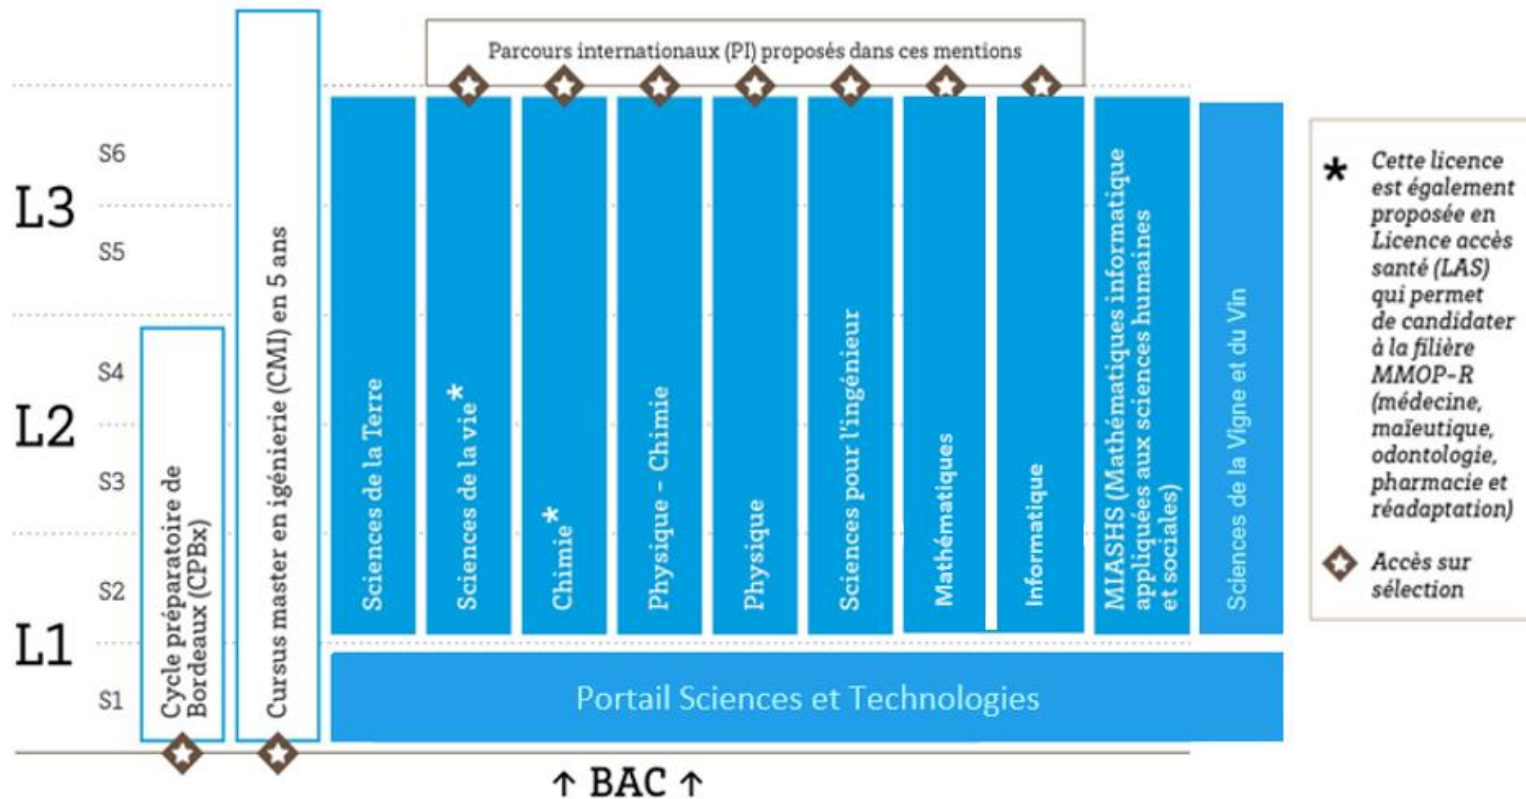 Parcours internationaux (PI) proposés dans ces mentions
L3
S6
S5
L2
S4
S3
L1
S2
S1
Cycle préparatoire de
Bordeaux (CPBx)
Cursus master en igénierie (CMI) en 5 ans
Sciences de la Terre
Sciences de la vie*
Chimie*
Physique - Chimie
Physique
Sciences pour l'ingénieur
Mathématiques
Informatique
MIASHS (Mathématiques informatique
appliquées aux sciences humaines
et sociales)
Sciences de la Vigne et du Vin
Portail Sciences et Technologies
↑ BAC ↑
* Cette licence
est également
proposée en
Licence accès
santé (LAS)
qui permet
de candidater
à la filière
MMOP-R
(médecine,
maïeutique,
odontologie,
pharmacie et
réadaptation)
Accès sur
sélection